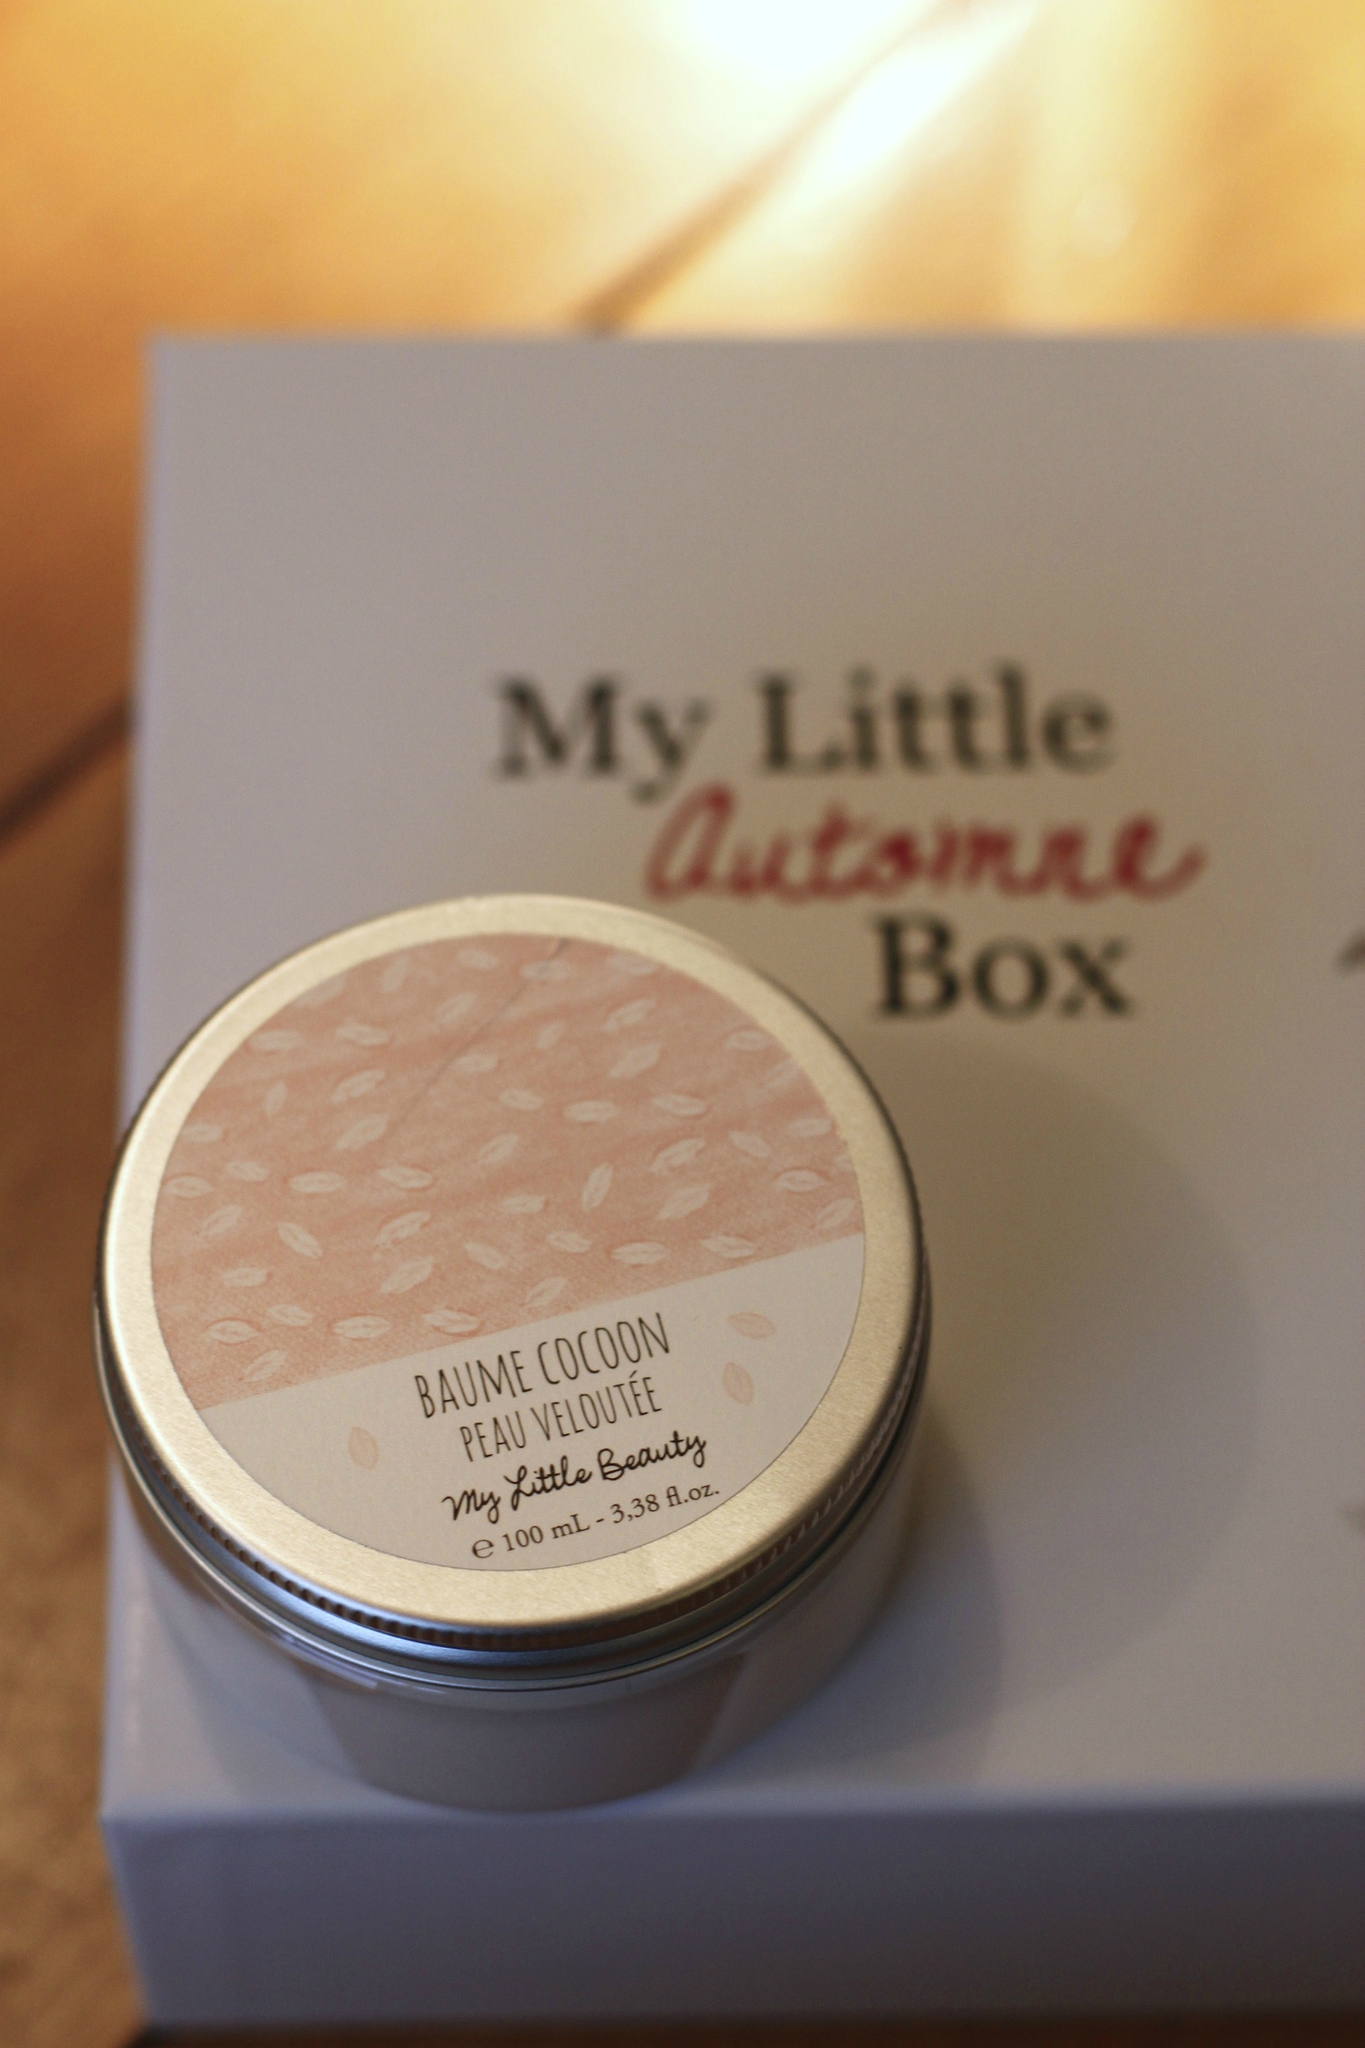 My Little
Automne
Box
BAUME COCOON
PEAU VELOUTÉE
My Little Beauty
℮ 100 mL - 3,38 fl.oz.